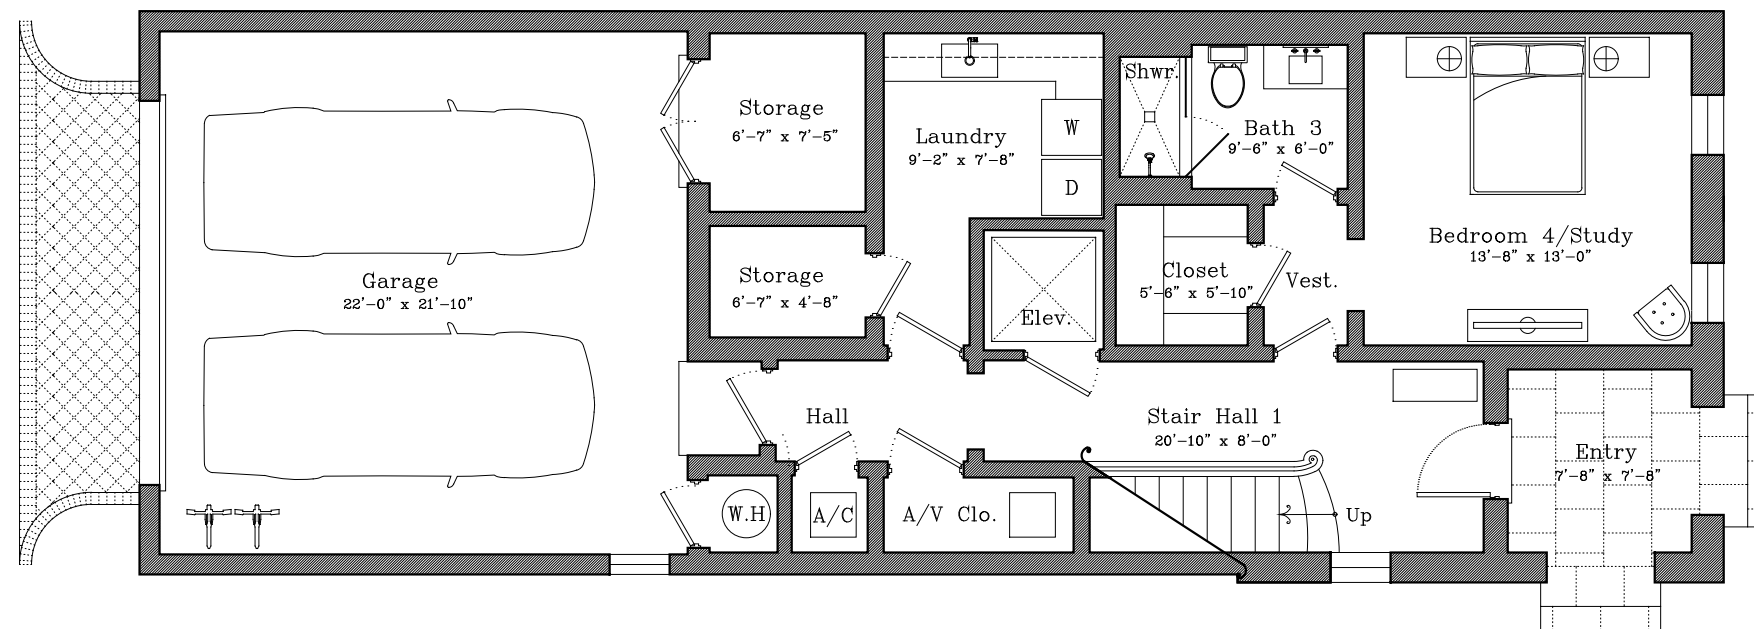 Storage
6'-7" x 7'-5"
Laundry
9'-2" x 7'-8"
W
D
Shwr.
Bath 3
9'-6" x 6'-0"
Bedroom 4/Study
13'-8" x 13'-0"
Garage
22'-0" x 21'-10"
Storage
6'-7" x 4'-8"
Elev.
Closet
5'-6" x 5'-10"
Vest.
Hall
Stair Hall 1
20'-10" x 8'-0"
Entry
7'-8" x 7'-8"
W.H
A/C
A/V Clo.
Up